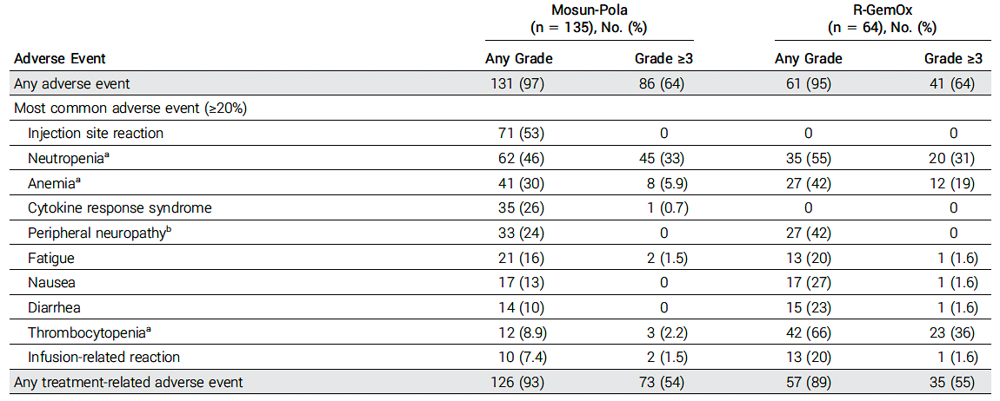 Mosun-Pola R-GemOx
(n = 135), No. (%) (n = 64), No. (%)
Adverse Event Any Grade Grade ≥3 Any Grade Grade ≥3
Any adverse event 131 (97) 86 (64) 61 (95) 41 (64)
Most common adverse event (≥20%)
Injection site reaction 71 (53) 0 0 0
Neutropeniaᵃ 62 (46) 45 (33) 35 (55) 20 (31)
Anemiaᵃ 41 (30) 8 (5.9) 27 (42) 12 (19)
Cytokine response syndrome 35 (26) 1 (0.7) 0 0
Peripheral neuropathyᵇ 33 (24) 0 27 (42) 0
Fatigue 21 (16) 2 (1.5) 13 (20) 1 (1.6)
Nausea 17 (13) 0 17 (27) 1 (1.6)
Diarrhea 14 (10) 0 15 (23) 1 (1.6)
Thrombocytopeniaᵃ 12 (8.9) 3 (2.2) 42 (66) 23 (36)
Infusion-related reaction 10 (7.4) 2 (1.5) 13 (20) 1 (1.6)
Any treatment-related adverse event 126 (93) 73 (54) 57 (89) 35 (55)